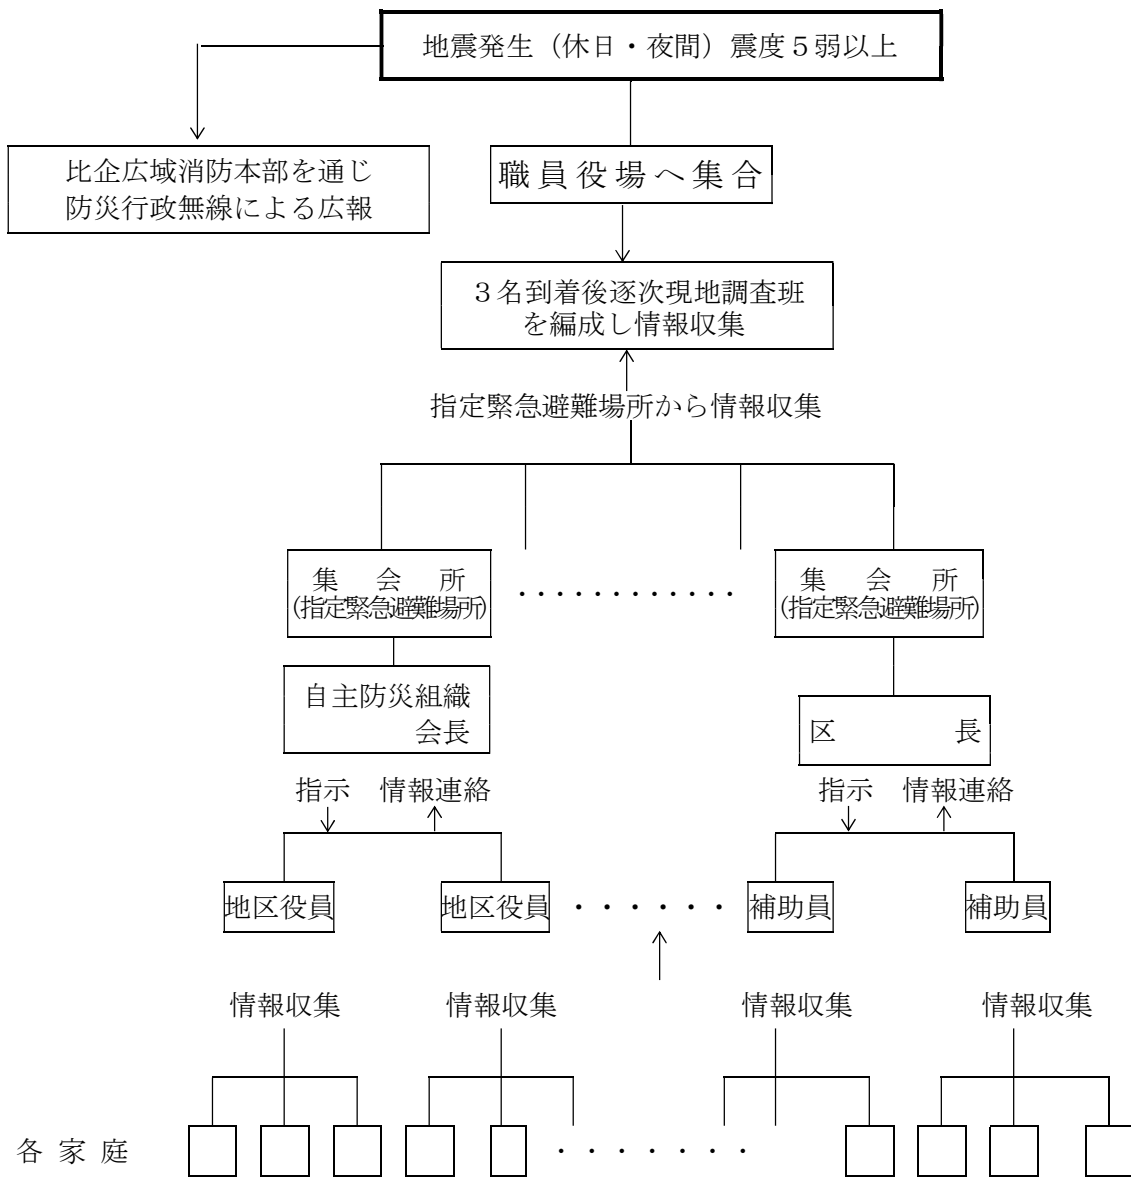 地震発生（休日・夜間）震度５弱以上
比企広域消防本部を通じ
防災行政無線による広報
職員役場へ集合
３名到着後逐次現地調査班
を編成し情報収集
指定緊急避難場所から情報収集
集会所
(指定緊急避難場所)
・・・・・・・・・・・・
集会所
(指定緊急避難場所)
自主防災組織
会長
区長
指示 情報連絡
指示 情報連絡
地区役員
地区役員
・・・・・・
補助員
補助員
情報収集
情報収集
情報収集
情報収集
各家庭
・・・・・・・